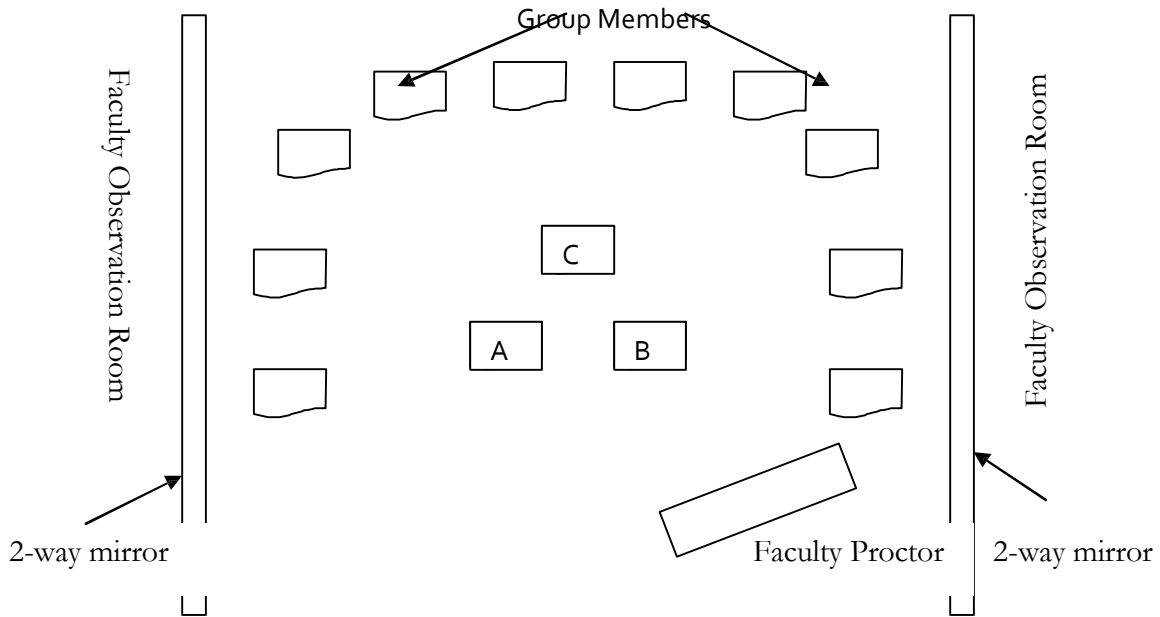 Group Members
Faculty Observation Room
Faculty Observation Room
C
A
B
2-way mirror
Faculty Proctor
2-way mirror